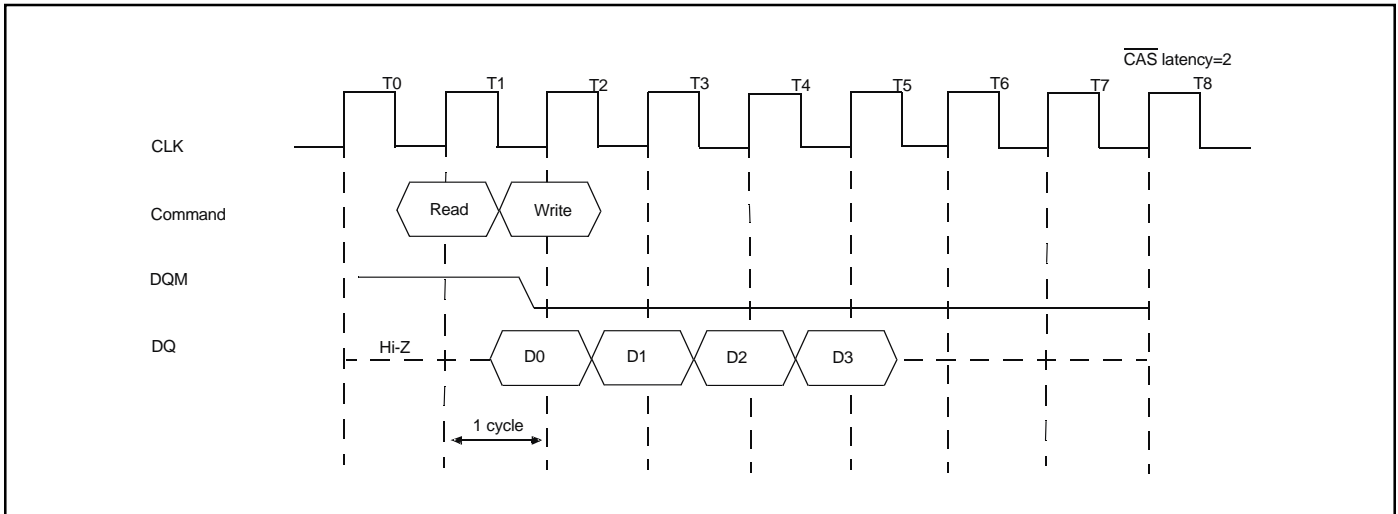 CAS latency=2
T0 T1 T2 T3 T4 T5 T6 T7 T8
CLK
Command Read Write
DQM
DQ Hi-Z D0 D1 D2 D3
1 cycle